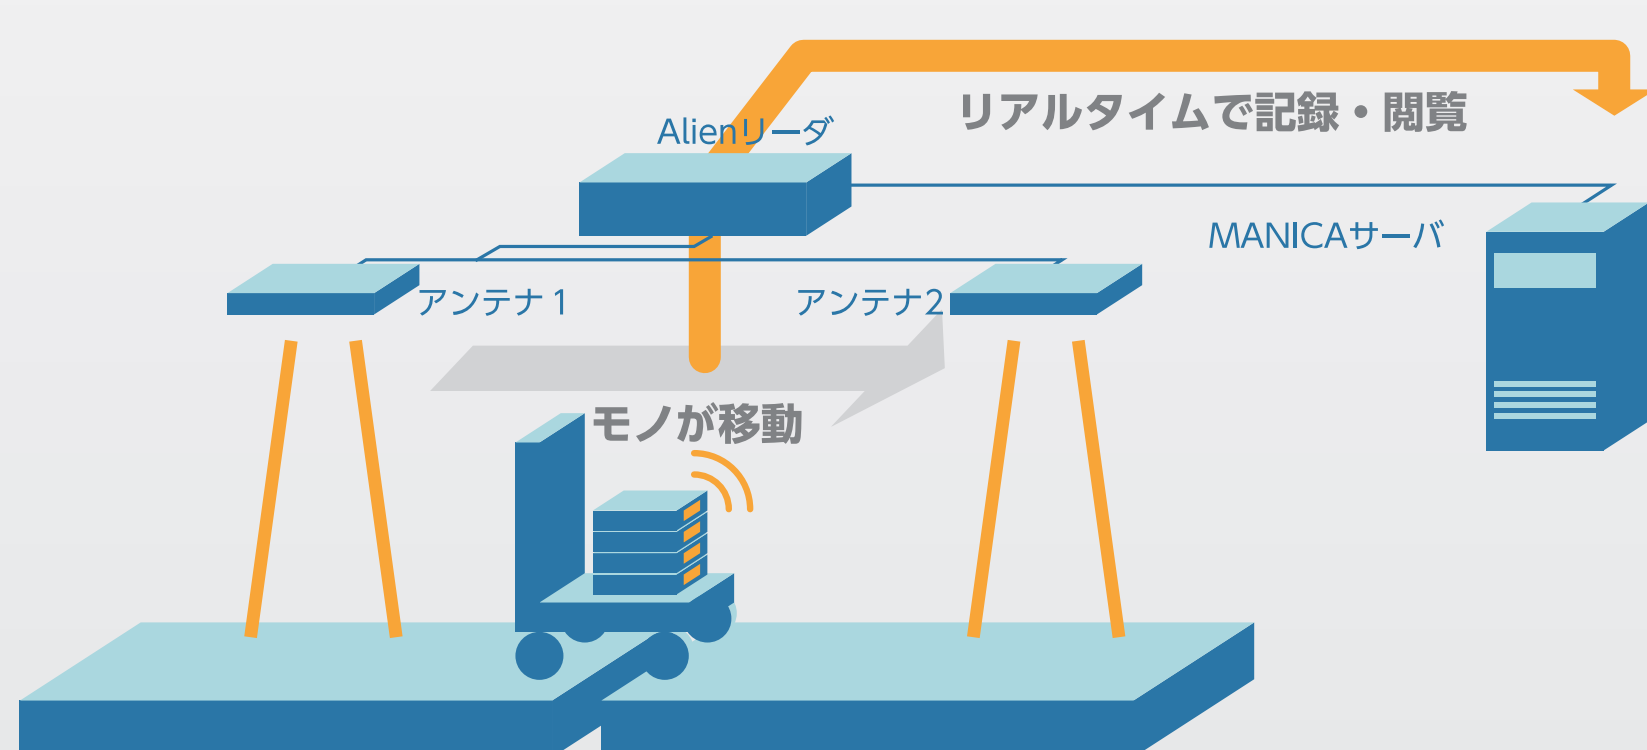 リアルタイムで記録・閲覧
Alienリーダ
MANICAサーバ
アンテナ 1
アンテナ2
モノが移動